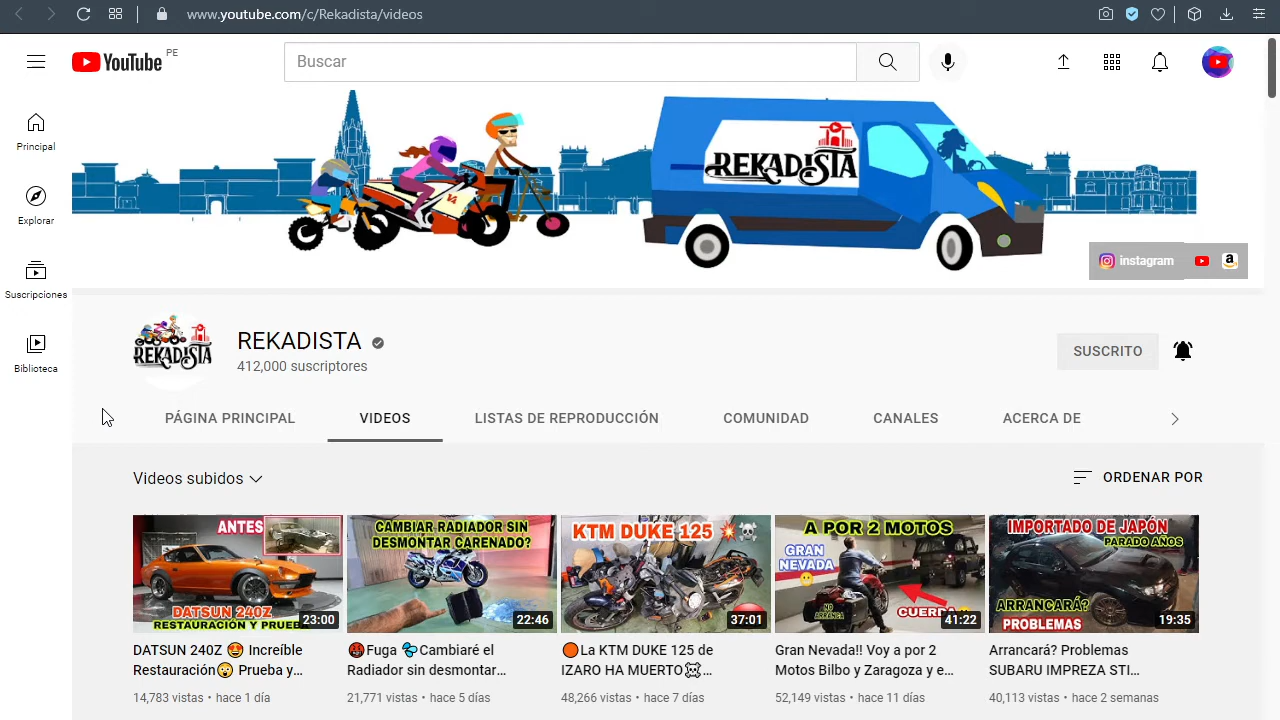 www.youtube.com/c/Rekadista/videos
YouTube PE
Buscar
Principal
Explorar
Suscripciones
Biblioteca
REKADISTA
instagram
REKADISTA
REKADISTA
412,000 suscriptores
SUSCRITO
PÁGINA PRINCIPAL
VIDEOS
LISTAS DE REPRODUCCIÓN
COMUNIDAD
CANALES
ACERCA DE
Videos subidos
ORDENAR POR
ANTES
DATSUN 240Z
RESTAURACIÓN Y PRUEB
23:00
DATSUN 240Z 🤩 Increíble
Restauración😲 Prueba y...
14,783 vistas • hace 1 día
CAMBIAR RADIADOR SIN
DESMONTAR CARENADO?
22:46
🤬Fuga 💦Cambiaré el
Radiador sin desmontar...
21,771 vistas • hace 5 días
KTM DUKE 125 💥☠️
37:01
🟠La KTM DUKE 125 de
IZARO HA MUERTO☠️...
48,266 vistas • hace 7 días
A POR 2 MOTOS
GRAN
NEVADA
NO
ARRANCA
CUERDA
41:22
Gran Nevada!! Voy a por 2
Motos Bilbo y Zaragoza y e...
52,149 vistas • hace 11 días
IMPORTADO DE JAPÓN
PARADO AÑOS
ARRANCARÁ?
PROBLEMAS
19:35
Arrancará? Problemas
SUBARU IMPREZA STI...
40,113 vistas • hace 2 semanas